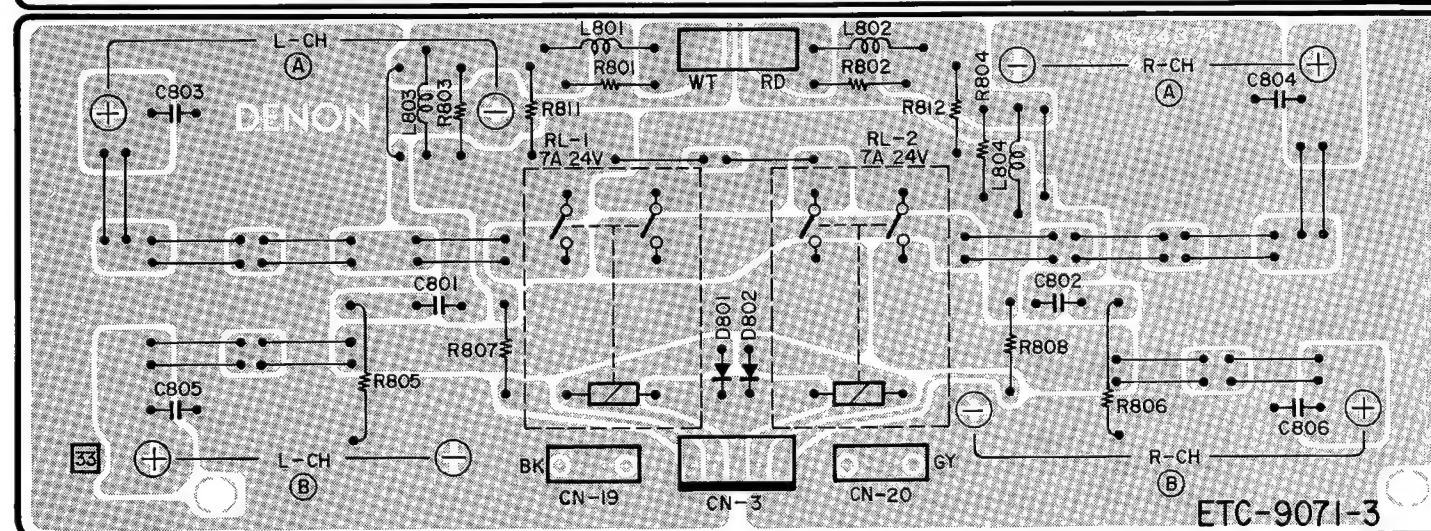 L-CH
A
L801
L802
R-CH
A
+
−
−
+
C803
DENON
L803
R803
R811
R801
WT
RD
R802
R812
R804
L804
C804
RL-1
7A 24V
RL-2
7A 24V
C801
C802
R807
D801
D802
R808
R805
R806
C805
C806
33
+
L-CH
B
−
BK
CN-19
CN-3
CN-20
GY
−
R-CH
B
+
ETC-9071-3